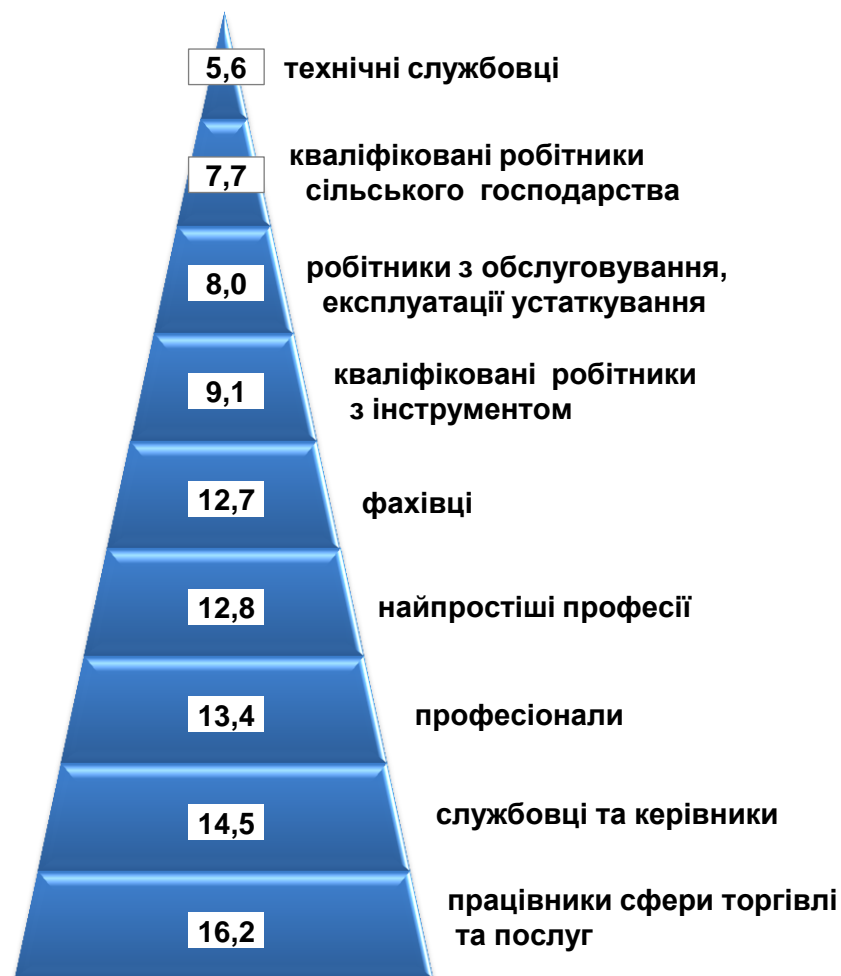 5,6 технічні службовці
кваліфіковані робітники
7,7 сільського господарства
робітники з обслуговування,
8,0 експлуатації устаткування
кваліфіковані робітники
9,1 з інструментом
12,7 фахівці
12,8 найпростіші професії
13,4 професіонали
14,5 службовці та керівники
працівники сфери торгівлі
16,2 та послуг